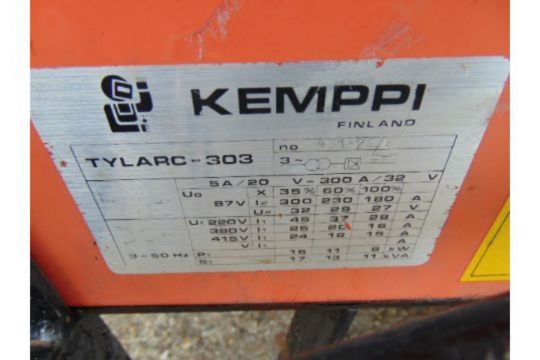 KEMPPI
FINLAND
TYLARC-303
no
3~
5A/20 V-300 A/32 V
U₀ X 35% 60% 100%
87V I₂ 300 230 180 A
U₂ 32 29 27 V
U₁ 220V I₁ 45 37 28 A
380V I₁ 26 20 16 A
415V I₁ 24 18 15 A
V I₁ A
3~50 Hz P₁ 16 11 8 kW
S₁ 17 13 11 kVA